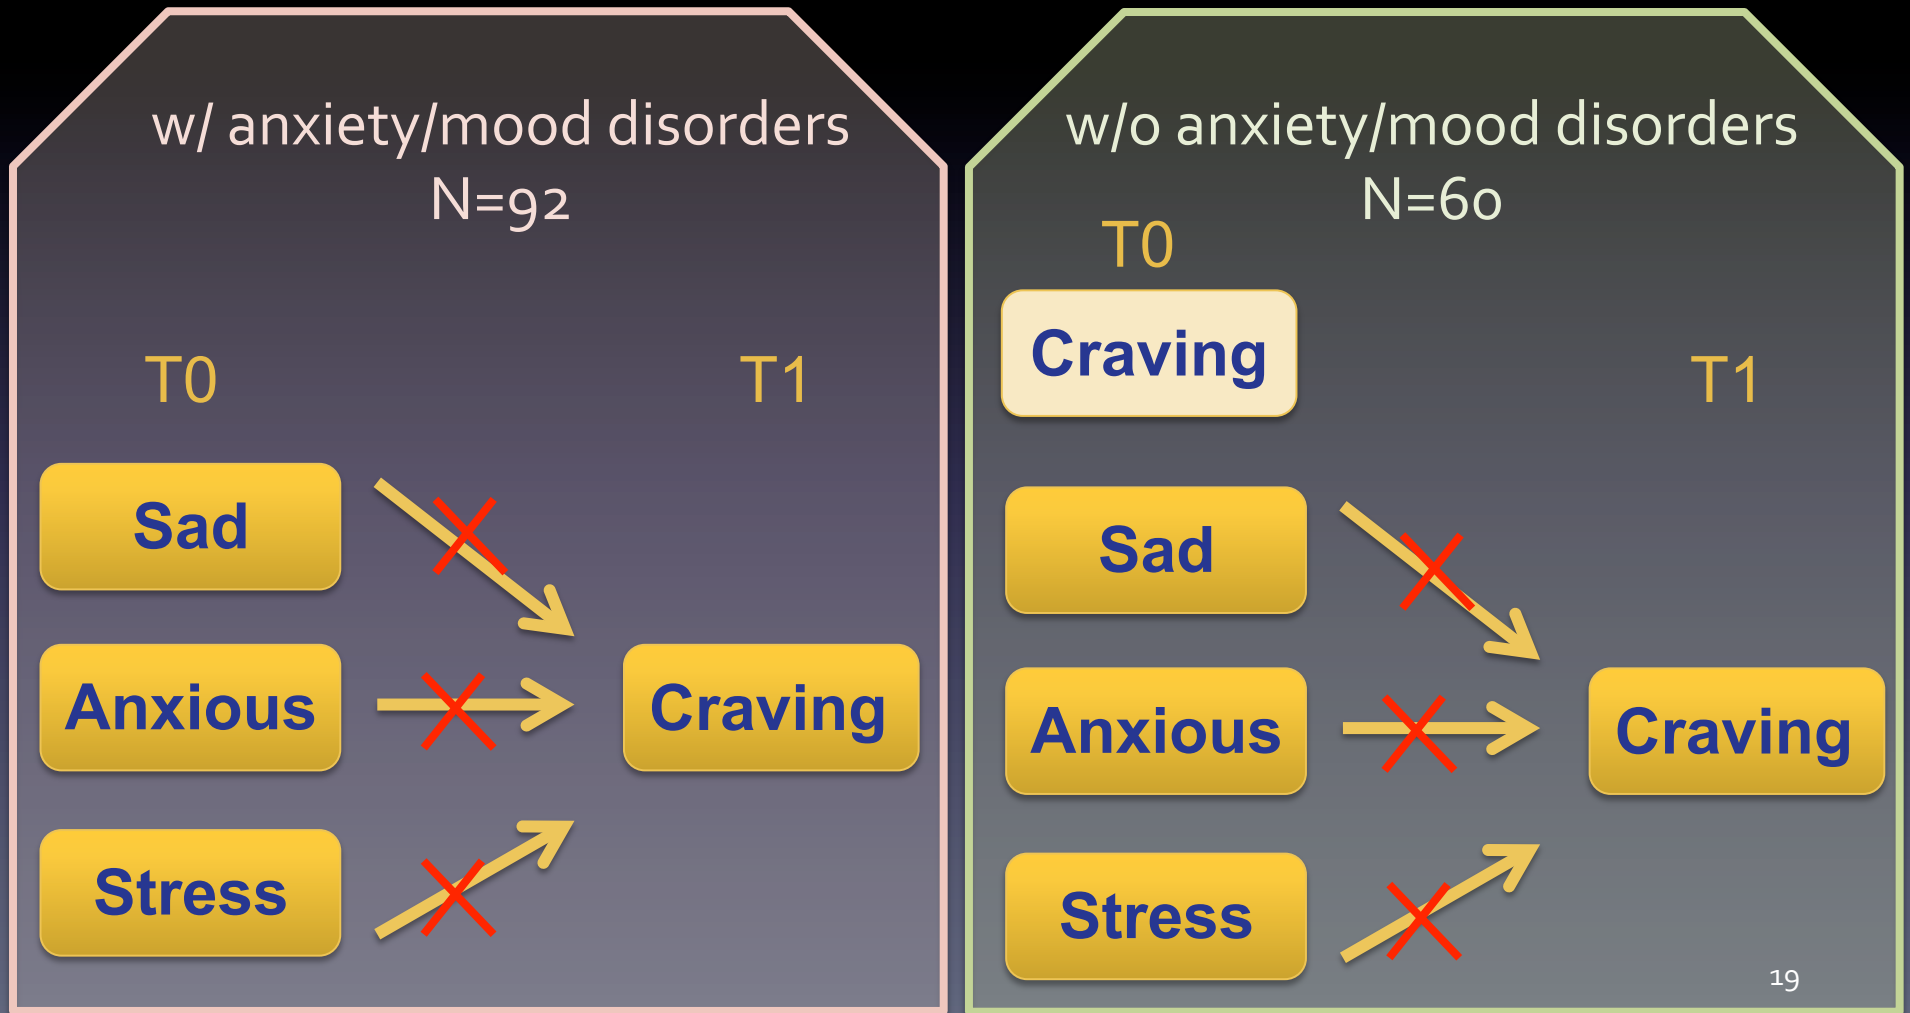 w/ anxiety/mood disorders
N=92
T0
T1
Sad
Anxious
Craving
Stress
w/o anxiety/mood disorders
N=60
T0
Craving
T1
Sad
Anxious
Craving
Stress
19